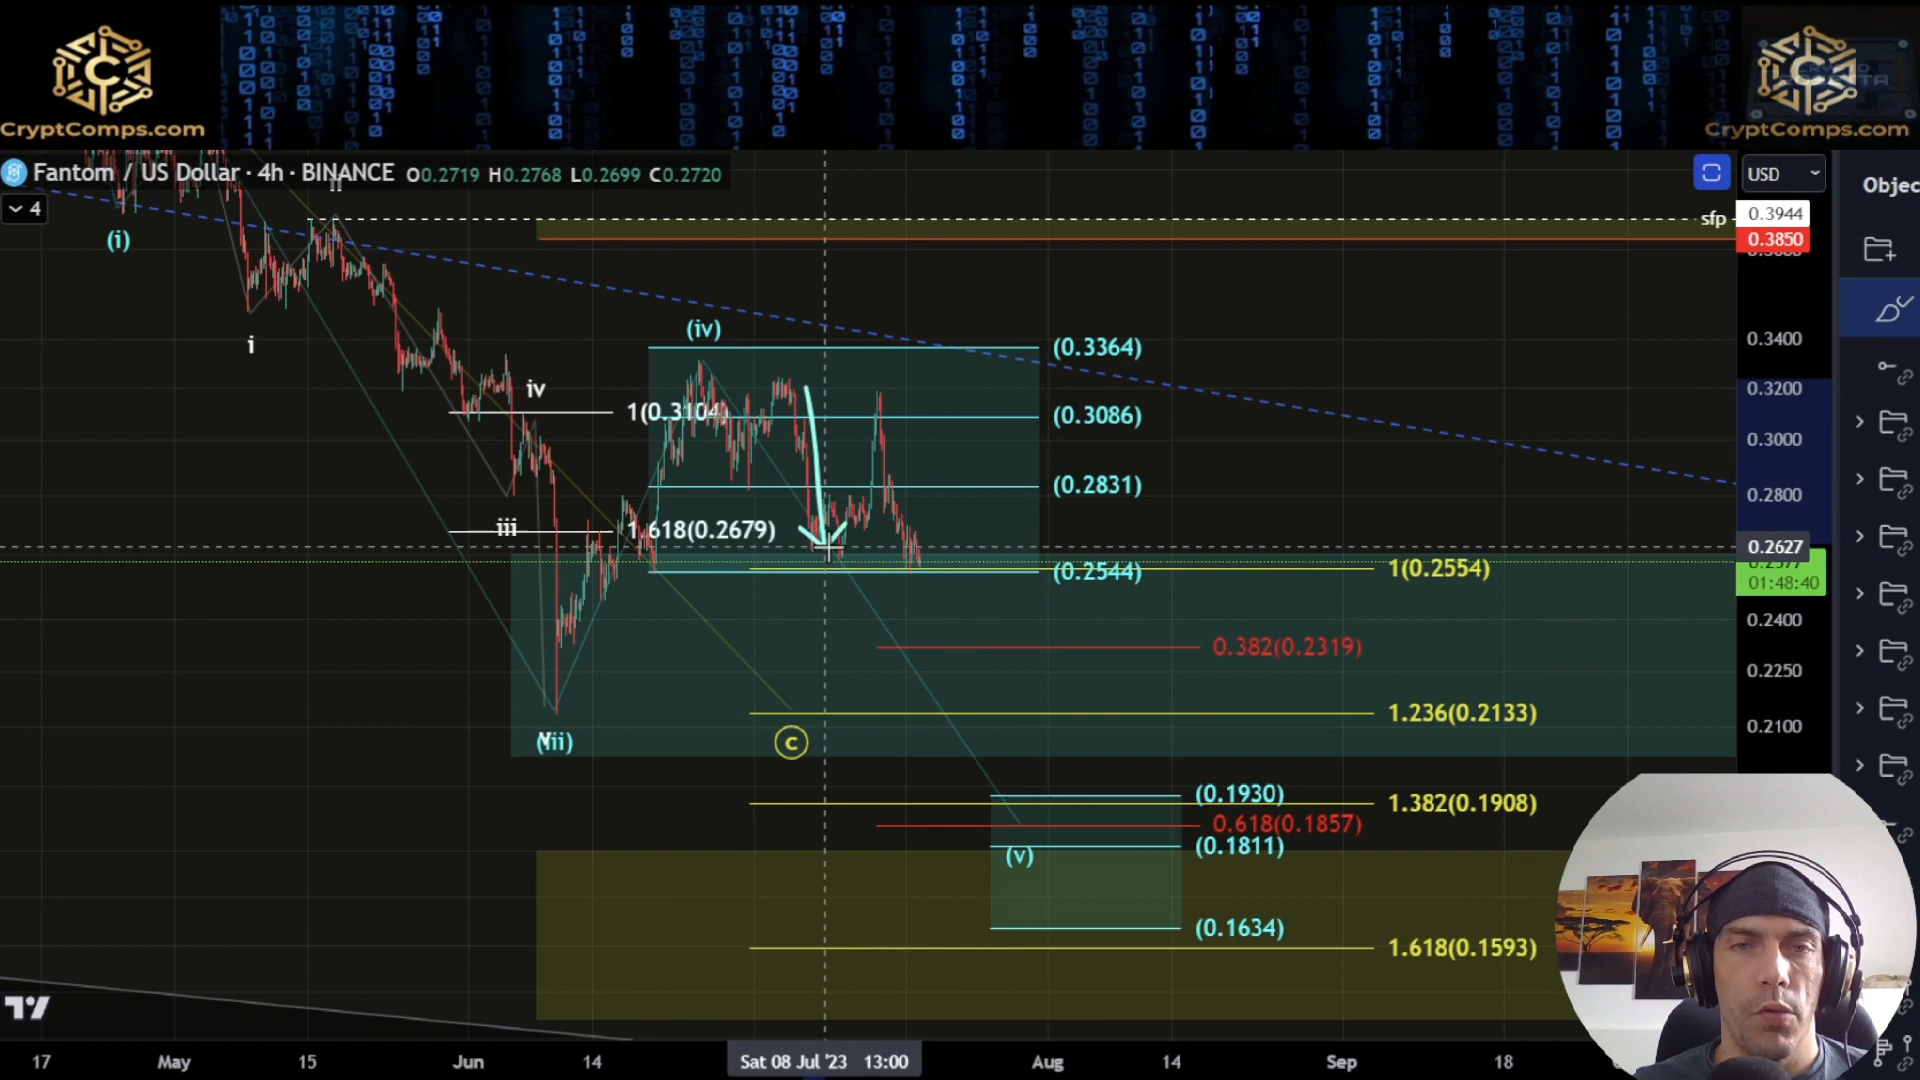 CryptComps.com
CryptComps.com
Fantom / US Dollar · 4h · BINANCE O0.2719 H0.2768 L0.2699 C0.2720
4
USD
Objec
sfp
0.3944
0.3850
(i)
ii
i
(iv)
(0.3364)
0.3400
iv
0.3200
1(0.3104)
(0.3086)
0.3000
(0.2831)
0.2800
iii
1.618(0.2679)
0.2627
0.2577
01:48:40
(0.2544)
1(0.2554)
0.2400
0.382(0.2319)
0.2250
1.236(0.2133)
0.2100
c
(0.1930)
1.382(0.1908)
0.618(0.1857)
(0.1811)
(v)
(0.1634)
1.618(0.1593)
17
May
15
Jun
14
Sat 08 Jul '23 13:00
Aug
14
Sep
18